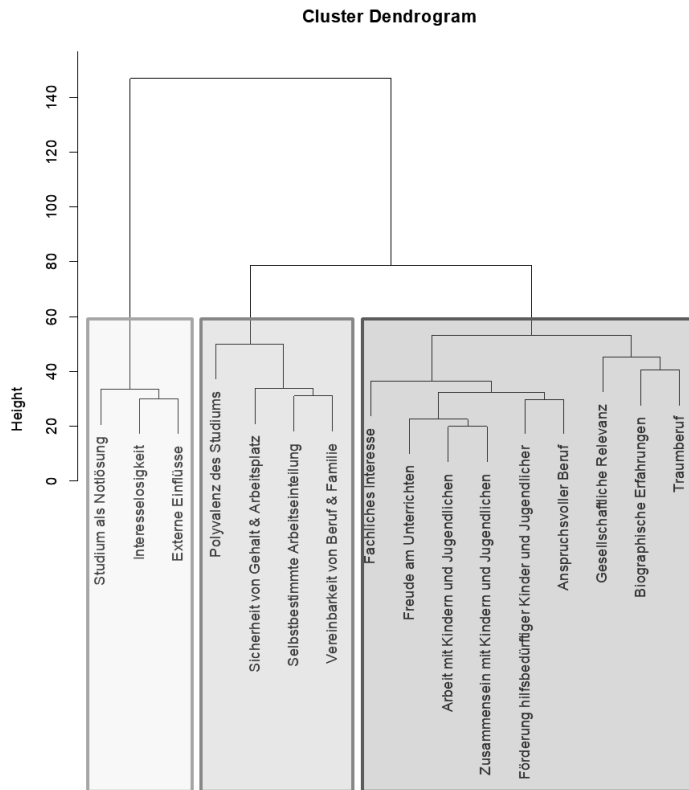 Cluster Dendrogram
Height
140
120
100
80
60
40
20
0
Studium als Notlösung
Interesselosigkeit
Externe Einflüsse
Polyvalenz des Studiums
Sicherheit von Gehalt & Arbeitsplatz
Selbstbestimmte Arbeitseinteilung
Vereinbarkeit von Beruf & Familie
Fachliches Interesse
Freude am Unterrichten
Arbeit mit Kindern und Jugendlichen
Zusammensein mit Kindern und Jugendlichen
Förderung hilfsbedürftiger Kinder und Jugendlicher
Anspruchsvoller Beruf
Gesellschaftliche Relevanz
Biographische Erfahrungen
Traumberuf